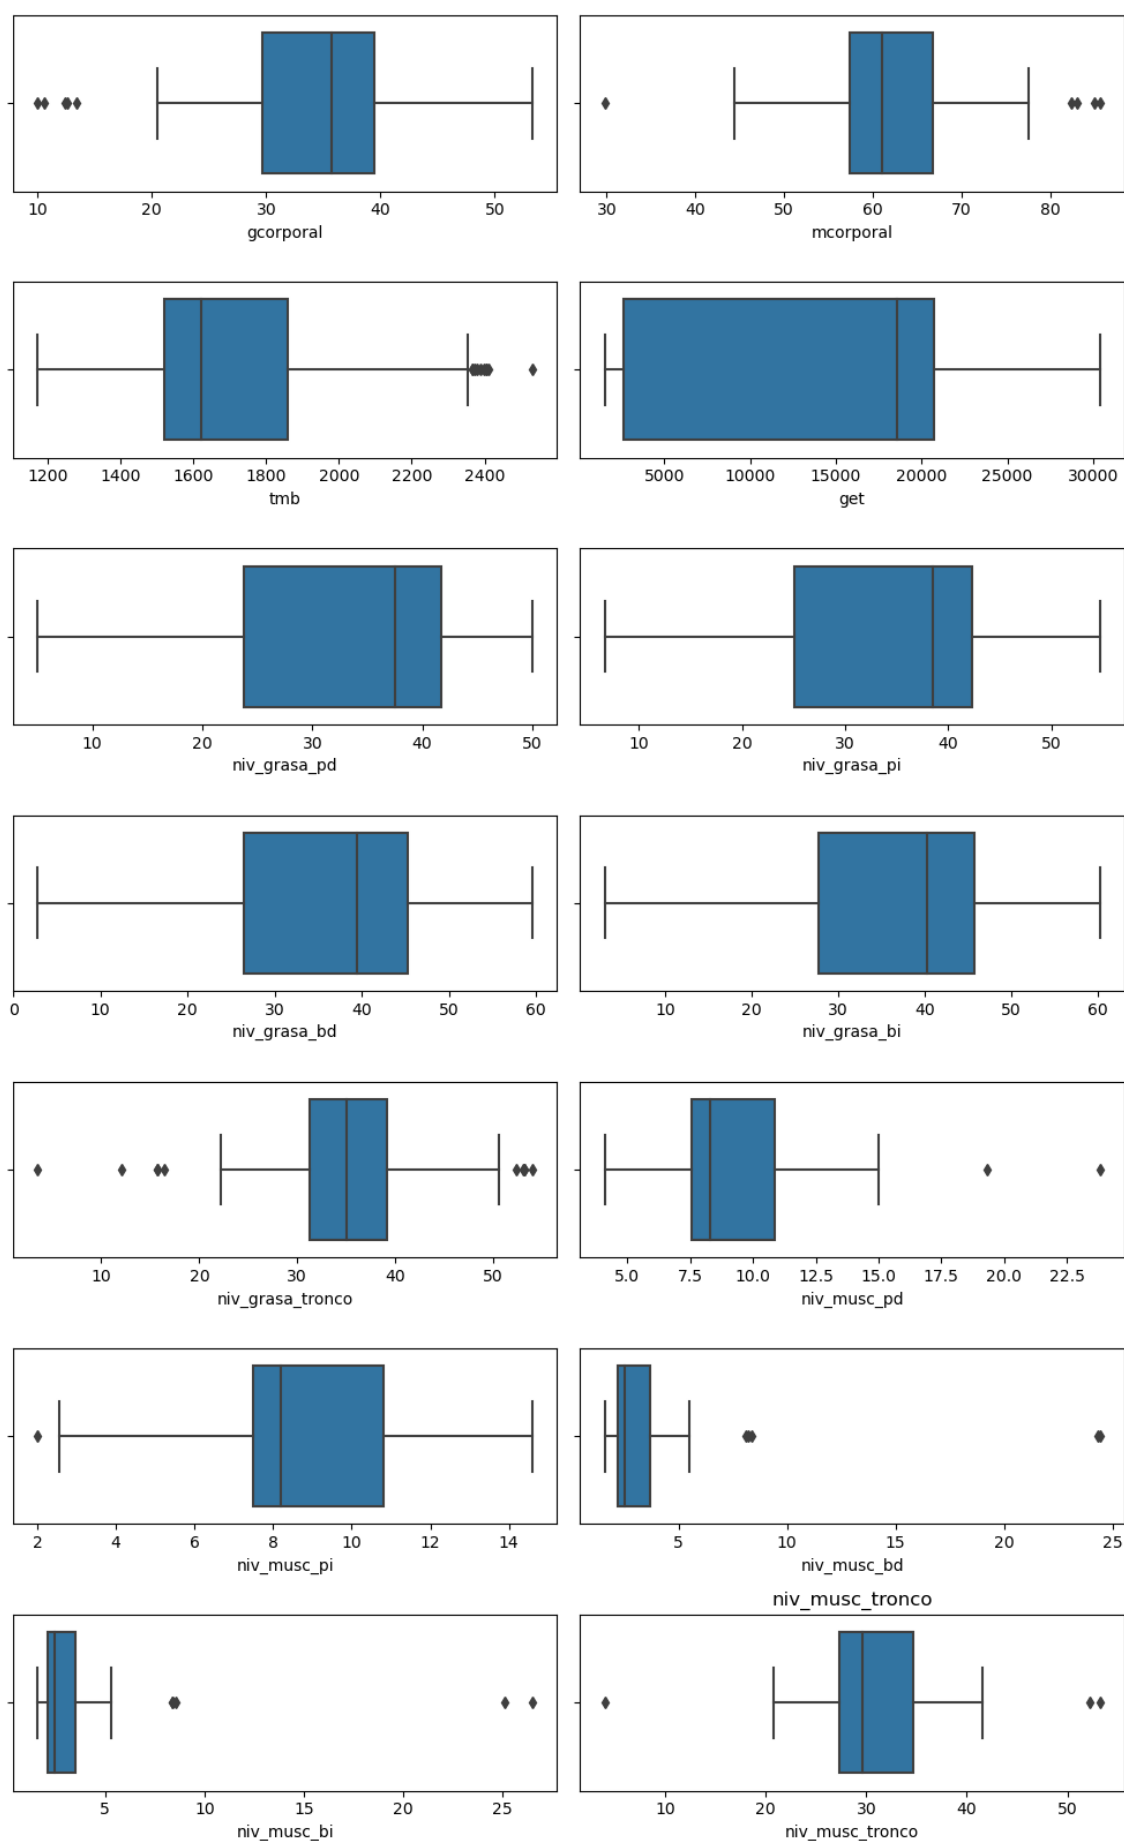 10 20 30 40 50
gcorporal
30 40 50 60 70 80
mcorporal
1200 1400 1600 1800 2000 2200 2400
tmb
5000 10000 15000 20000 25000 30000
get
10 20 30 40 50
niv_grasa_pd
10 20 30 40 50
niv_grasa_pi
0 10 20 30 40 50 60
niv_grasa_bd
10 20 30 40 50 60
niv_grasa_bi
10 20 30 40 50
niv_grasa_tronco
5.0 7.5 10.0 12.5 15.0 17.5 20.0 22.5
niv_musc_pd
2 4 6 8 10 12 14
niv_musc_pi
5 10 15 20 25
niv_musc_bd
5 10 15 20 25
niv_musc_bi
niv_musc_tronco
10 20 30 40 50
niv_musc_tronco